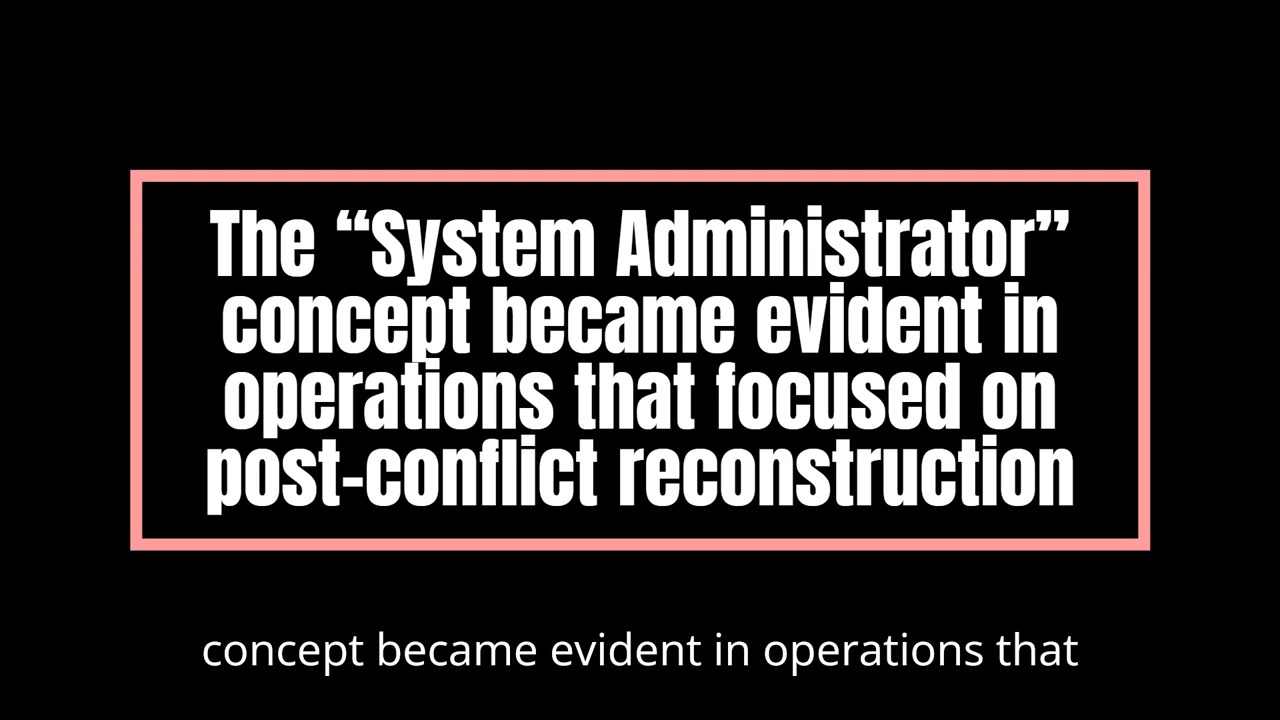 The “System Administrator”
concept became evident in
operations that focused on
post-conflict reconstruction
concept became evident in operations that